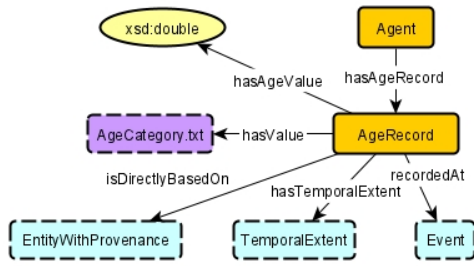 xsd:double
Agent
hasAgeValue
hasAgeRecord
AgeCategory.txt
hasValue
AgeRecord
isDirectlyBasedOn
hasTemporalExtent
recordedAt
EntityWithProvenance
TemporalExtent
Event